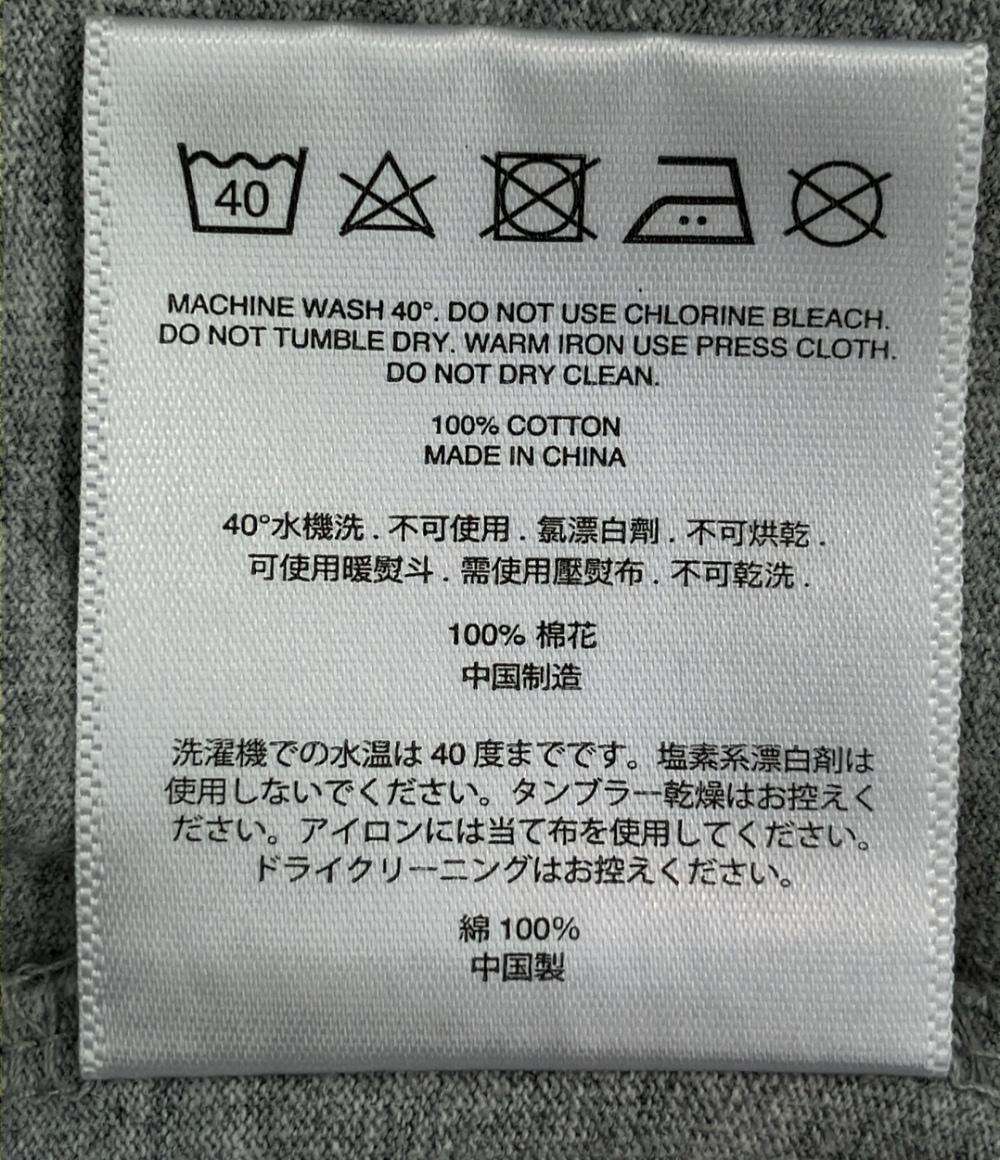 40
MACHINE WASH 40°. DO NOT USE CHLORINE BLEACH.
DO NOT TUMBLE DRY. WARM IRON USE PRESS CLOTH.
DO NOT DRY CLEAN.
100% COTTON
MADE IN CHINA
40°水機洗 . 不可使用 . 氯漂白劑 . 不可烘乾 .
可使用暖熨斗 . 需使用壓熨布 . 不可乾洗 .
100% 棉花
中国制造
洗濯機での水温は 40 度までです。塩素系漂白剤は
使用しないでください。タンブラー乾燥はお控えく
ださい。アイロンには当て布を使用してください。
ドライクリーニングはお控えください。
綿 100%
中国製